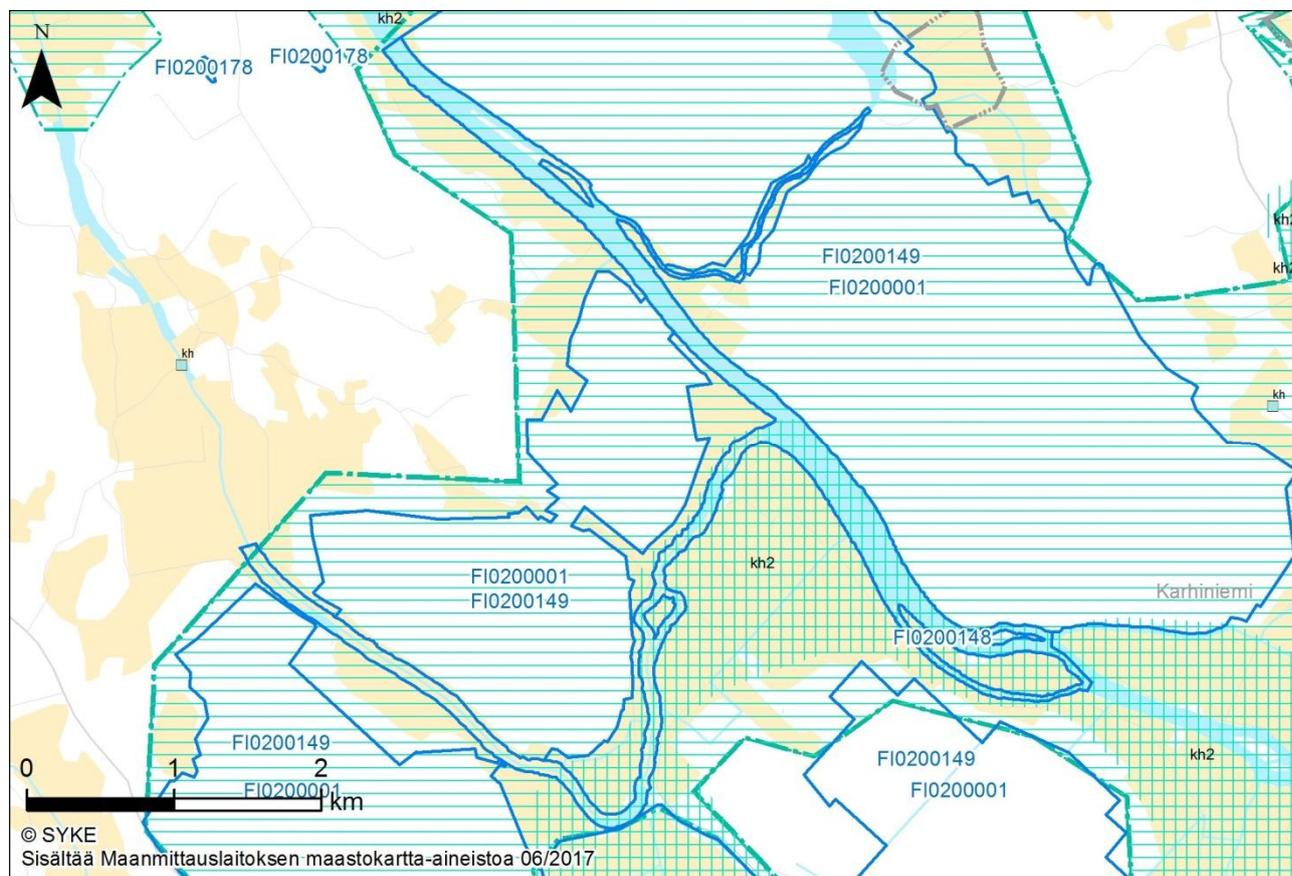 kh2
N
FI0200178
FI0200178
kh2
FI0200149
kh2
FI0200001
kh
kh
kh2
FI0200001
Karhiniemi
FI0200149
FI0200148
FI0200149
kh2
FI0200149
0 1 2
FI0200001
FI0200001
km
© SYKE
Sisältää Maanmittauslaitoksen maastokartta-aineistoa 06/2017